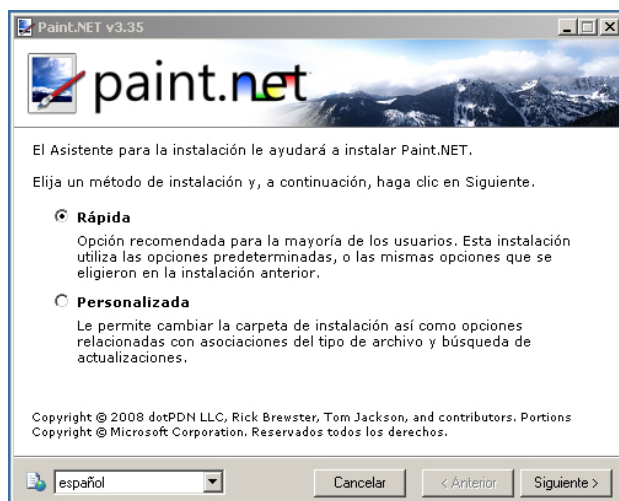 Paint.NET v3.35
paint.net
El Asistente para la instalación le ayudará a instalar Paint.NET.
Elija un método de instalación y, a continuación, haga clic en Siguiente.
Rápida
Opción recomendada para la mayoría de los usuarios. Esta instalación
utiliza las opciones predeterminadas, o las mismas opciones que se
eligieron en la instalación anterior.
Personalizada
Le permite cambiar la carpeta de instalación así como opciones
relacionadas con asociaciones del tipo de archivo y búsqueda de
actualizaciones.
Copyright © 2008 dotPDN LLC, Rick Brewster, Tom Jackson, and contributors. Portions
Copyright © Microsoft Corporation. Reservados todos los derechos.
español Cancelar < Anterior Siguiente >